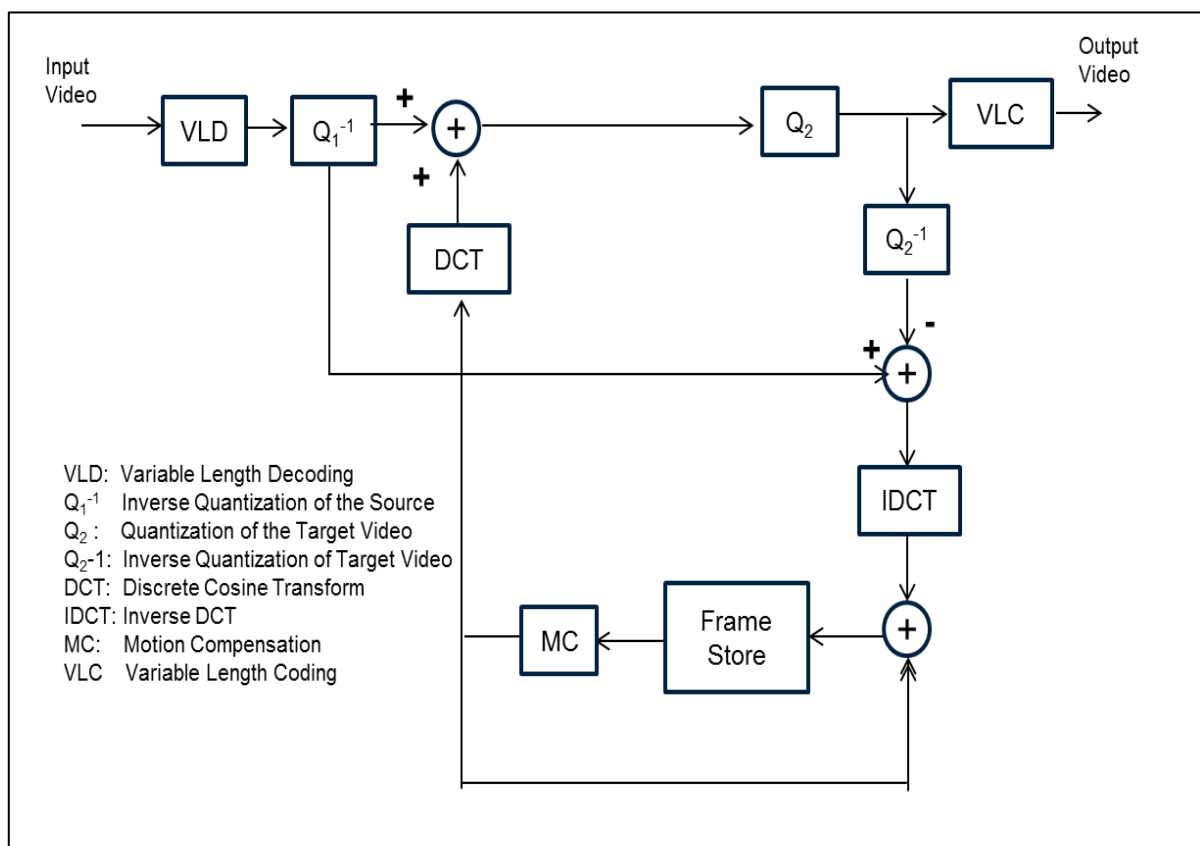 Input
Video
Output
Video
VLD
Q₁⁻¹
+
+
Q₂
VLC
+
DCT
Q₂⁻¹
-
+
+
VLD: Variable Length Decoding
Q₁⁻¹ Inverse Quantization of the Source
Q₂ : Quantization of the Target Video
Q₂-1: Inverse Quantization of Target Video
DCT: Discrete Cosine Transform
IDCT: Inverse DCT
MC: Motion Compensation
VLC Variable Length Coding
IDCT
MC
Frame
Store
+